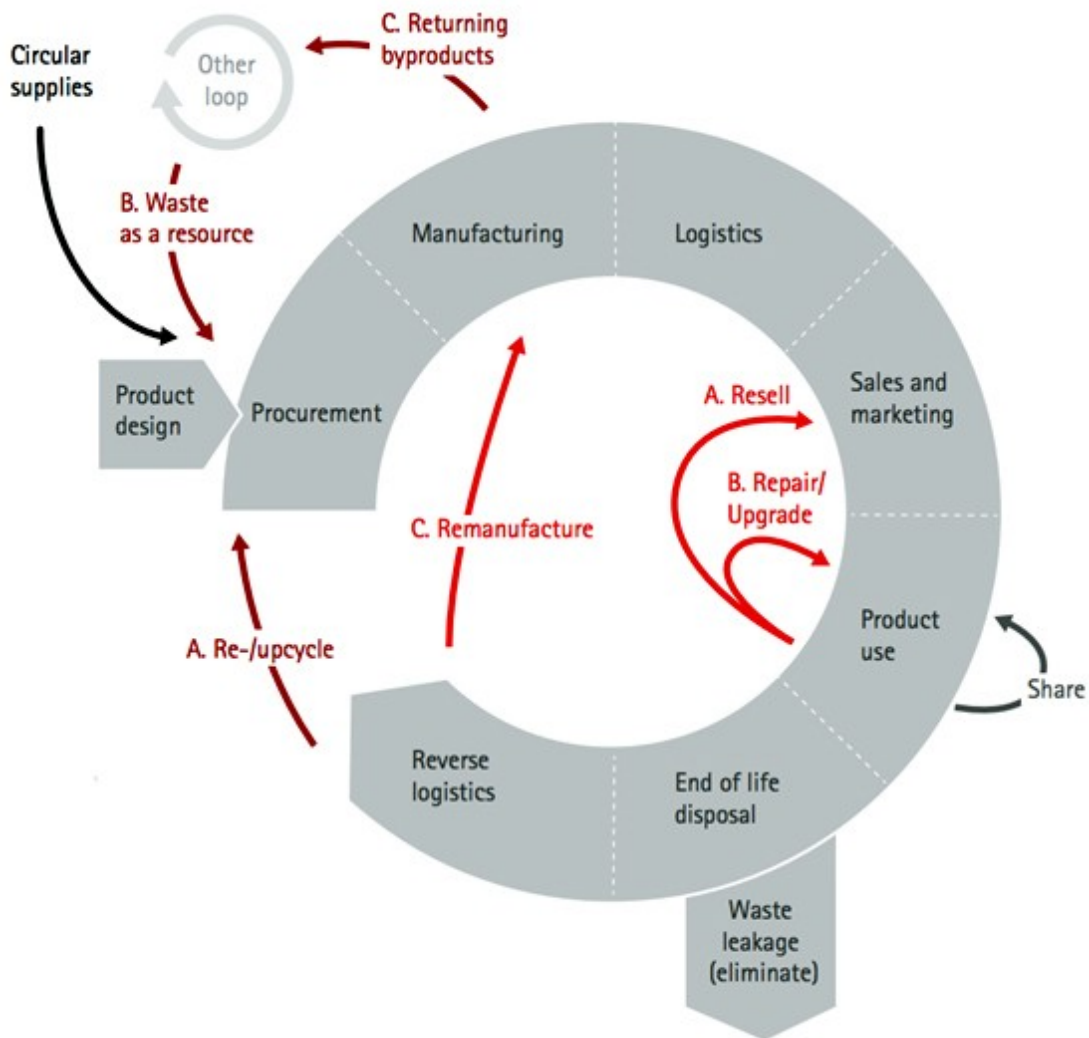 C. Returning
byproducts
Circular
supplies
Other
loop
B. Waste
as a resource
Manufacturing
Logistics
Product
design
Procurement
A. Resell
Sales and
marketing
B. Repair/
Upgrade
C. Remanufacture
A. Re-/upcycle
Product
use
Share
Reverse
logistics
End of life
disposal
Waste
leakage
(eliminate)